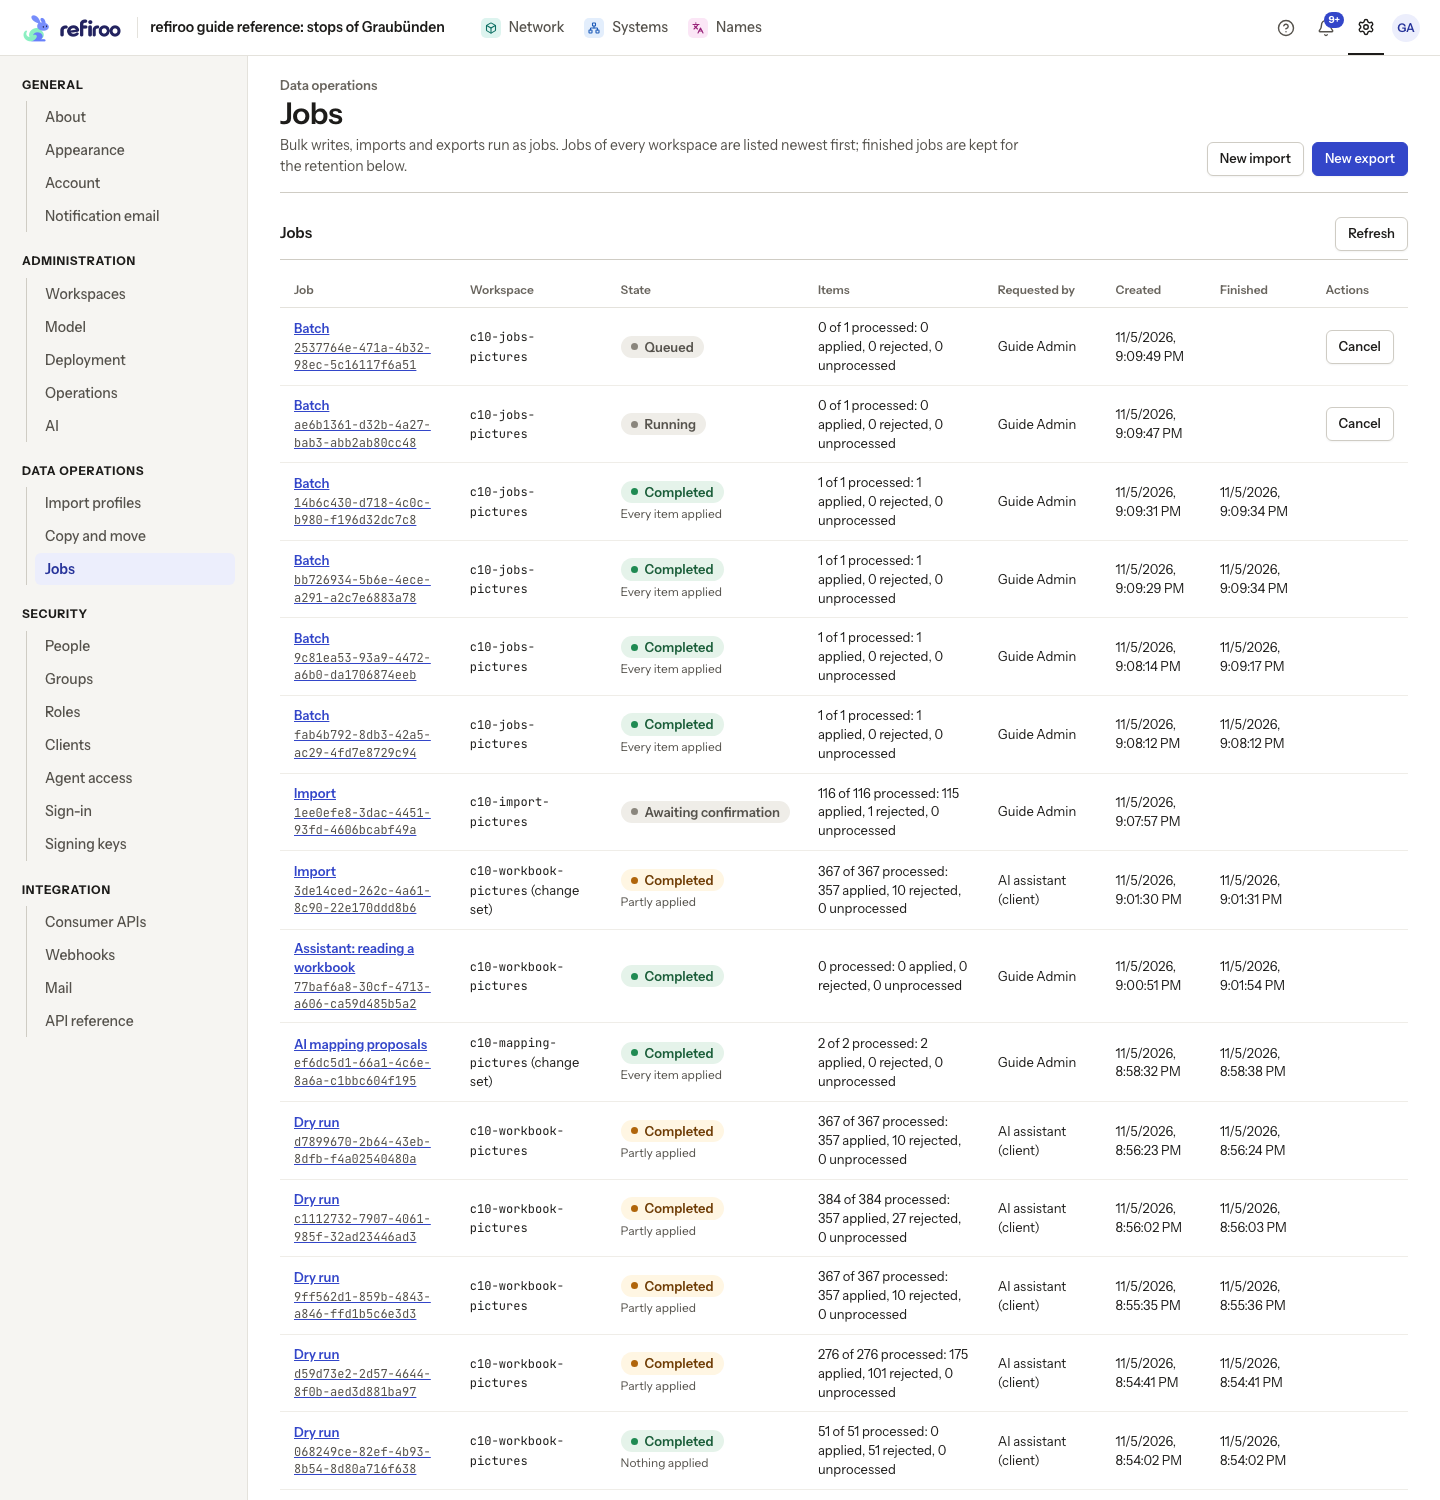 refiroo
refiroo guide reference: stops of Graubünden
Network
Systems
Names
9+
GA
GENERAL
About
Appearance
Account
Notification email
ADMINISTRATION
Workspaces
Model
Deployment
Operations
AI
DATA OPERATIONS
Import profiles
Copy and move
Jobs
SECURITY
People
Groups
Roles
Clients
Agent access
Sign-in
Signing keys
INTEGRATION
Consumer APIs
Webhooks
Mail
API reference
Data operations
Jobs
Bulk writes, imports and exports run as jobs. Jobs of every workspace are listed newest first; finished jobs are kept for
the retention below.
New import
New export
Jobs
Refresh
Job Workspace State Items Requested by Created Finished Actions
Batch
2537764e-471a-4b32-
98ec-5c16117f6a51
c10-jobs-
pictures
Queued
0 of 1 processed: 0
applied, 0 rejected, 0
unprocessed
Guide Admin
11/5/2026,
9:09:49 PM
Cancel
Batch
ae6b1361-d32b-4a27-
bab3-abb2ab80cc48
c10-jobs-
pictures
Running
0 of 1 processed: 0
applied, 0 rejected, 0
unprocessed
Guide Admin
11/5/2026,
9:09:47 PM
Cancel
Batch
14b6c430-d718-4c0c-
b980-f196d32dc7c8
c10-jobs-
pictures
Completed
Every item applied
1 of 1 processed: 1
applied, 0 rejected, 0
unprocessed
Guide Admin
11/5/2026,
9:09:31 PM
11/5/2026,
9:09:34 PM
Batch
bb726934-5b6e-4ece-
a291-a2c7e6883a78
c10-jobs-
pictures
Completed
Every item applied
1 of 1 processed: 1
applied, 0 rejected, 0
unprocessed
Guide Admin
11/5/2026,
9:09:29 PM
11/5/2026,
9:09:34 PM
Batch
9c81ea53-93a9-4472-
a6b0-da1706874eeb
c10-jobs-
pictures
Completed
Every item applied
1 of 1 processed: 1
applied, 0 rejected, 0
unprocessed
Guide Admin
11/5/2026,
9:08:14 PM
11/5/2026,
9:09:17 PM
Batch
fab4b792-8db3-42a5-
ac29-4fd7e8729c94
c10-jobs-
pictures
Completed
Every item applied
1 of 1 processed: 1
applied, 0 rejected, 0
unprocessed
Guide Admin
11/5/2026,
9:08:12 PM
11/5/2026,
9:08:12 PM
Import
1ee0efe8-3dac-4451-
93fd-4606bcabf49a
c10-import-
pictures
Awaiting confirmation
116 of 116 processed: 115
applied, 1 rejected, 0
unprocessed
Guide Admin
11/5/2026,
9:07:57 PM
Import
3de14ced-262c-4a61-
8c90-22e170ddd8b6
c10-workbook-
pictures (change
set)
Completed
Partly applied
367 of 367 processed:
357 applied, 10 rejected,
0 unprocessed
AI assistant
(client)
11/5/2026,
9:01:30 PM
11/5/2026,
9:01:31 PM
Assistant: reading a
workbook
77baf6a8-30cf-4713-
a606-ca59d485b5a2
c10-workbook-
pictures
Completed
0 processed: 0 applied, 0
rejected, 0 unprocessed
Guide Admin
11/5/2026,
9:00:51 PM
11/5/2026,
9:01:54 PM
AI mapping proposals
ef6dc5d1-66a1-4c6e-
8a6a-c1bbc604f195
c10-mapping-
pictures (change
set)
Completed
Every item applied
2 of 2 processed: 2
applied, 0 rejected, 0
unprocessed
Guide Admin
11/5/2026,
8:58:32 PM
11/5/2026,
8:58:38 PM
Dry run
d7899670-2b64-43eb-
8dfb-f4a02540480a
c10-workbook-
pictures
Completed
Partly applied
367 of 367 processed:
357 applied, 10 rejected,
0 unprocessed
AI assistant
(client)
11/5/2026,
8:56:23 PM
11/5/2026,
8:56:24 PM
Dry run
c1112732-7907-4061-
985f-32ad23446ad3
c10-workbook-
pictures
Completed
Partly applied
384 of 384 processed:
357 applied, 27 rejected,
0 unprocessed
AI assistant
(client)
11/5/2026,
8:56:02 PM
11/5/2026,
8:56:03 PM
Dry run
9ff562d1-859b-4843-
a846-ffd1b5c6e3d3
c10-workbook-
pictures
Completed
Partly applied
367 of 367 processed:
357 applied, 10 rejected,
0 unprocessed
AI assistant
(client)
11/5/2026,
8:55:35 PM
11/5/2026,
8:55:36 PM
Dry run
d59d73e2-2d57-4644-
8f0b-aed3d881ba97
c10-workbook-
pictures
Completed
Partly applied
276 of 276 processed: 175
applied, 101 rejected, 0
unprocessed
AI assistant
(client)
11/5/2026,
8:54:41 PM
11/5/2026,
8:54:41 PM
Dry run
068249ce-82ef-4b93-
8b54-8d80a716f638
c10-workbook-
pictures
Completed
Nothing applied
51 of 51 processed: 0
applied, 51 rejected, 0
unprocessed
AI assistant
(client)
11/5/2026,
8:54:02 PM
11/5/2026,
8:54:02 PM